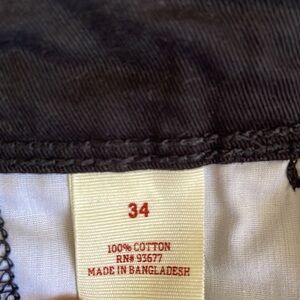 34
100% COTTON
RN# 93677
MADE IN BANGLADESH